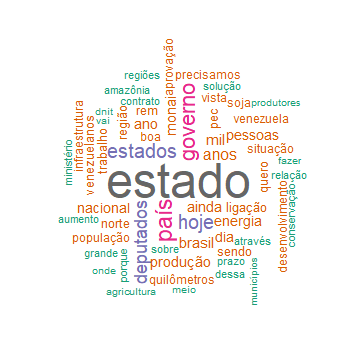 regiões
aprovação
precisamos
amazônia
solução
contrato
vista
soja
produtores
dnit
vai
infraestrutura
rem
monai
governo
pec
venezuela
região
ano
boa
mil
pessoas
ministério
venezuelanos
trabalho
estados
anos
situação
fazer
estado
quero
relação
nacional
país
ainda
ligação
aumento
norte
deputados
hoje
energia
desenvolvimento
conservação
população
sobre
brasil
dia
através
grande
porque
produção
sendo
onde
prazo
quilômetros
dessa
municípios
agricultura
meio